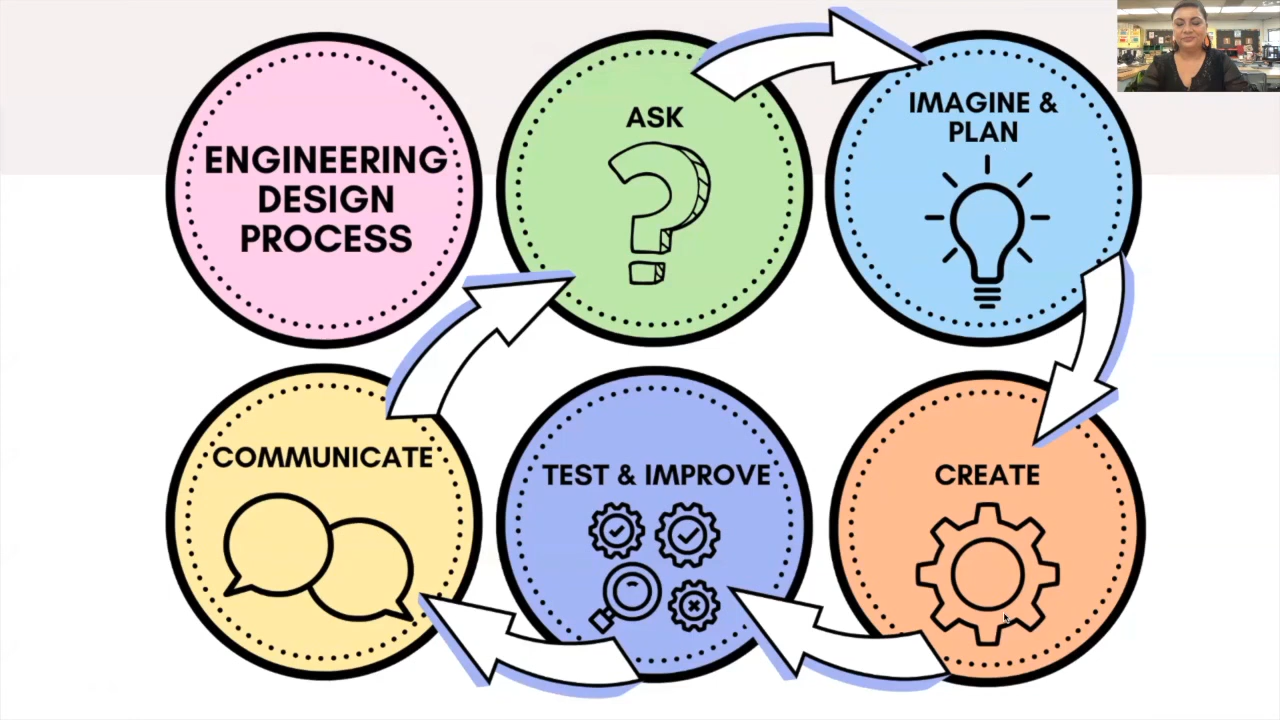 ENGINEERING
DESIGN
PROCESS
ASK
IMAGINE &
PLAN
COMMUNICATE
TEST & IMPROVE
CREATE